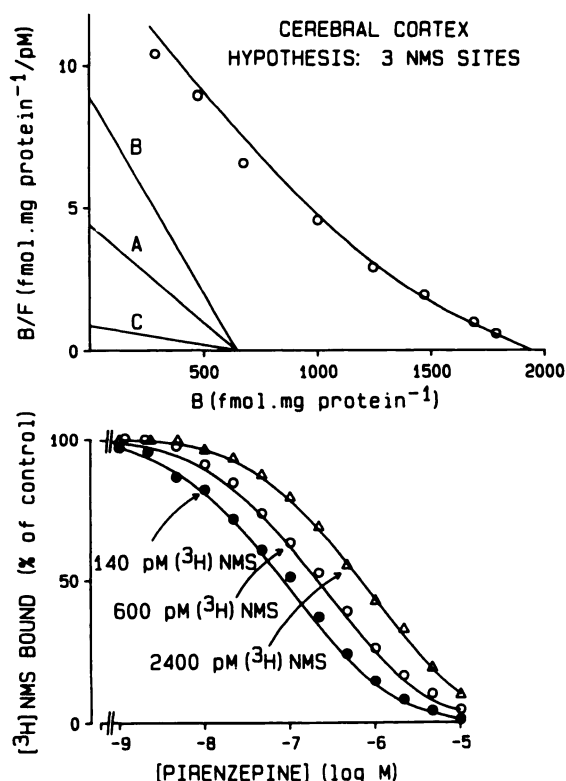 CEREBRAL CORTEX
HYPOTHESIS: 3 NMS SITES
B/F (fmol.mg protein⁻¹/pM)
10
5
0
B
A
C
500
1000
1500
2000
B (fmol.mg protein⁻¹)
[³H] NMS BOUND (% of control)
100
50
0
140 pM (³H) NMS
600 pM (³H) NMS
2400 pM (³H) NMS
-9
-8
-7
-6
-5
[PIRENZEPINE] (log M)